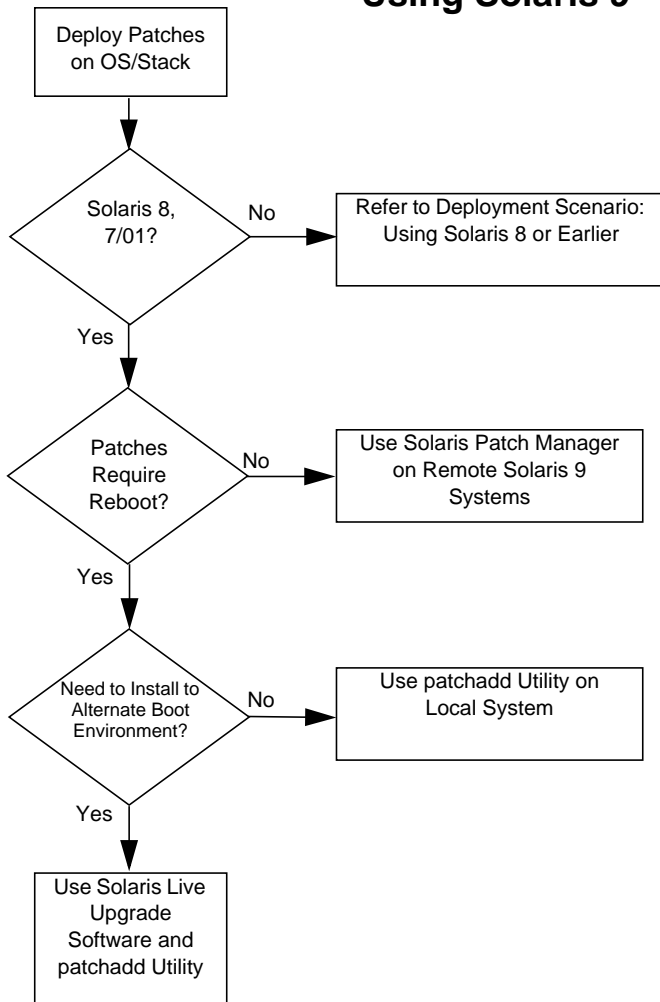 Using Solaris 9
Deploy Patches
on OS/Stack
Solaris 8,
7/01?
No
Refer to Deployment Scenario:
Using Solaris 8 or Earlier
Yes
Patches
Require
Reboot?
No
Use Solaris Patch Manager
on Remote Solaris 9
Systems
Yes
Need to Install to
Alternate Boot
Environment?
No
Use patchadd Utility on
Local System
Yes
Use Solaris Live
Upgrade
Software and
patchadd Utility